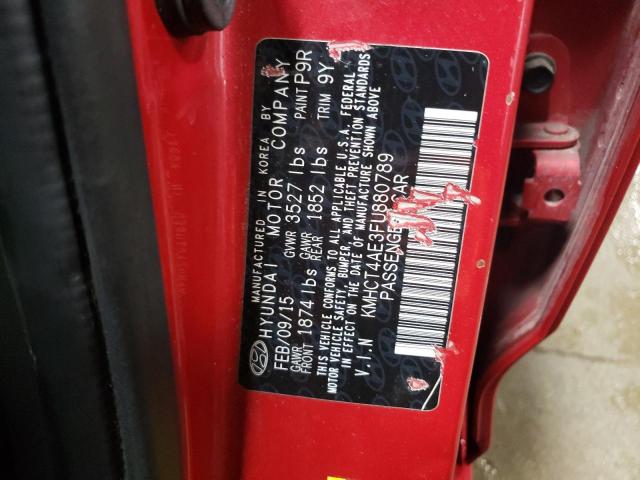 MANUFACTURED IN KOREA BY
HYUNDAI MOTOR COMPANY
FEB/09/15 GVWR 3527 lbs PAINT P9R
GAWR FRONT 1874 lbs GAWR REAR 1852 lbs TRIM 9Y
THIS VEHICLE CONFORMS TO ALL APPLICABLE U.S.A. FEDERAL
MOTOR VEHICLE SAFETY, BUMPER, AND THEFT PREVENTION STANDARDS
IN EFFECT ON THE DATE OF MANUFACTURE SHOWN ABOVE
V.I.N KMHCT4AE3FU880789
PASSENGER CAR